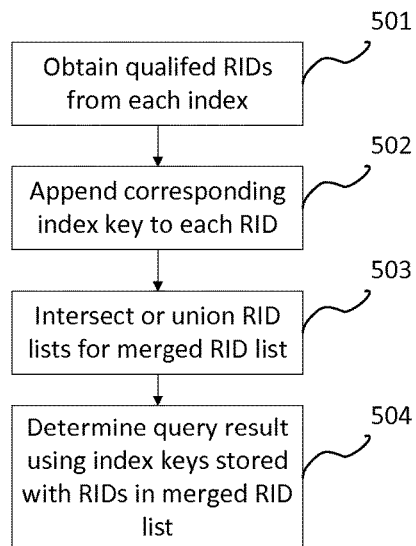 501
Obtain qualifed RIDs
from each index
502
Append corresponding
index key to each RID
503
Intersect or union RID
lists for merged RID list
504
Determine query result
using index keys stored
with RIDs in merged RID
list